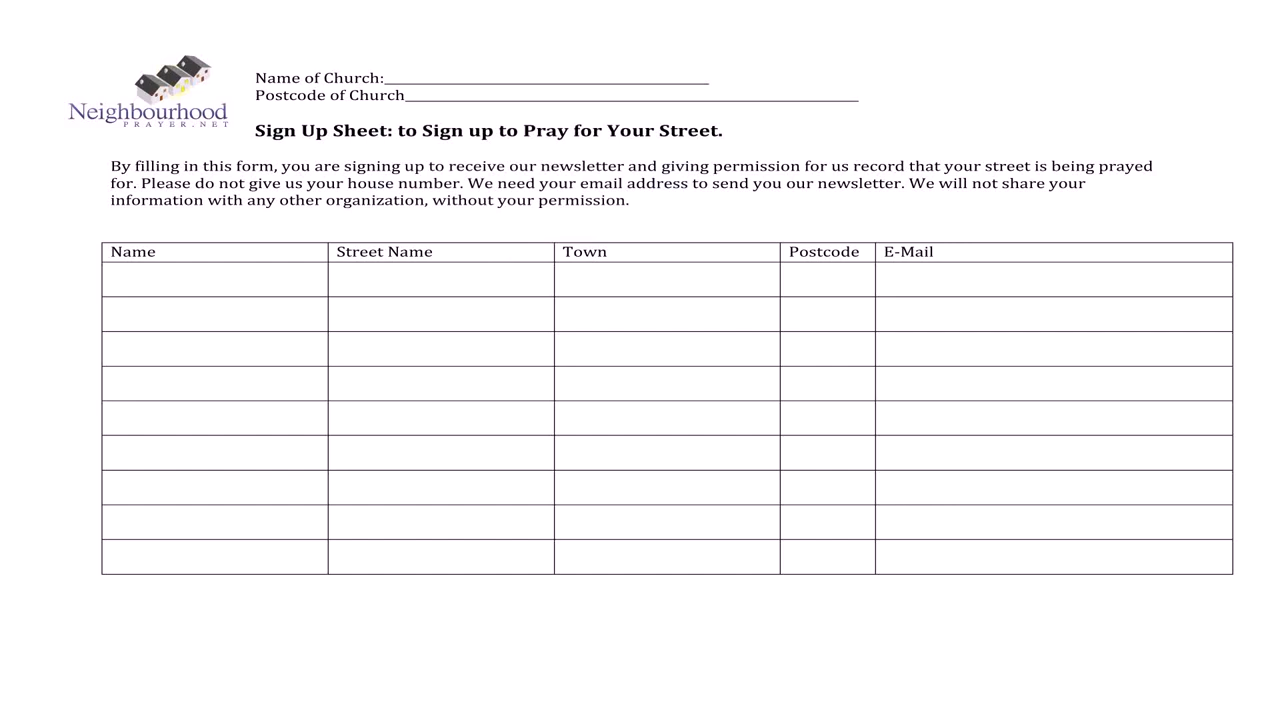 Neighbourhood
PRAYER.NET
Name of Church:
Postcode of Church
Sign Up Sheet: to Sign up to Pray for Your Street.
By filling in this form, you are signing up to receive our newsletter and giving permission for us record that your street is being prayed
for. Please do not give us your house number. We need your email address to send you our newsletter. We will not share your
information with any other organization, without your permission.
Name Street Name Town Postcode E-Mail